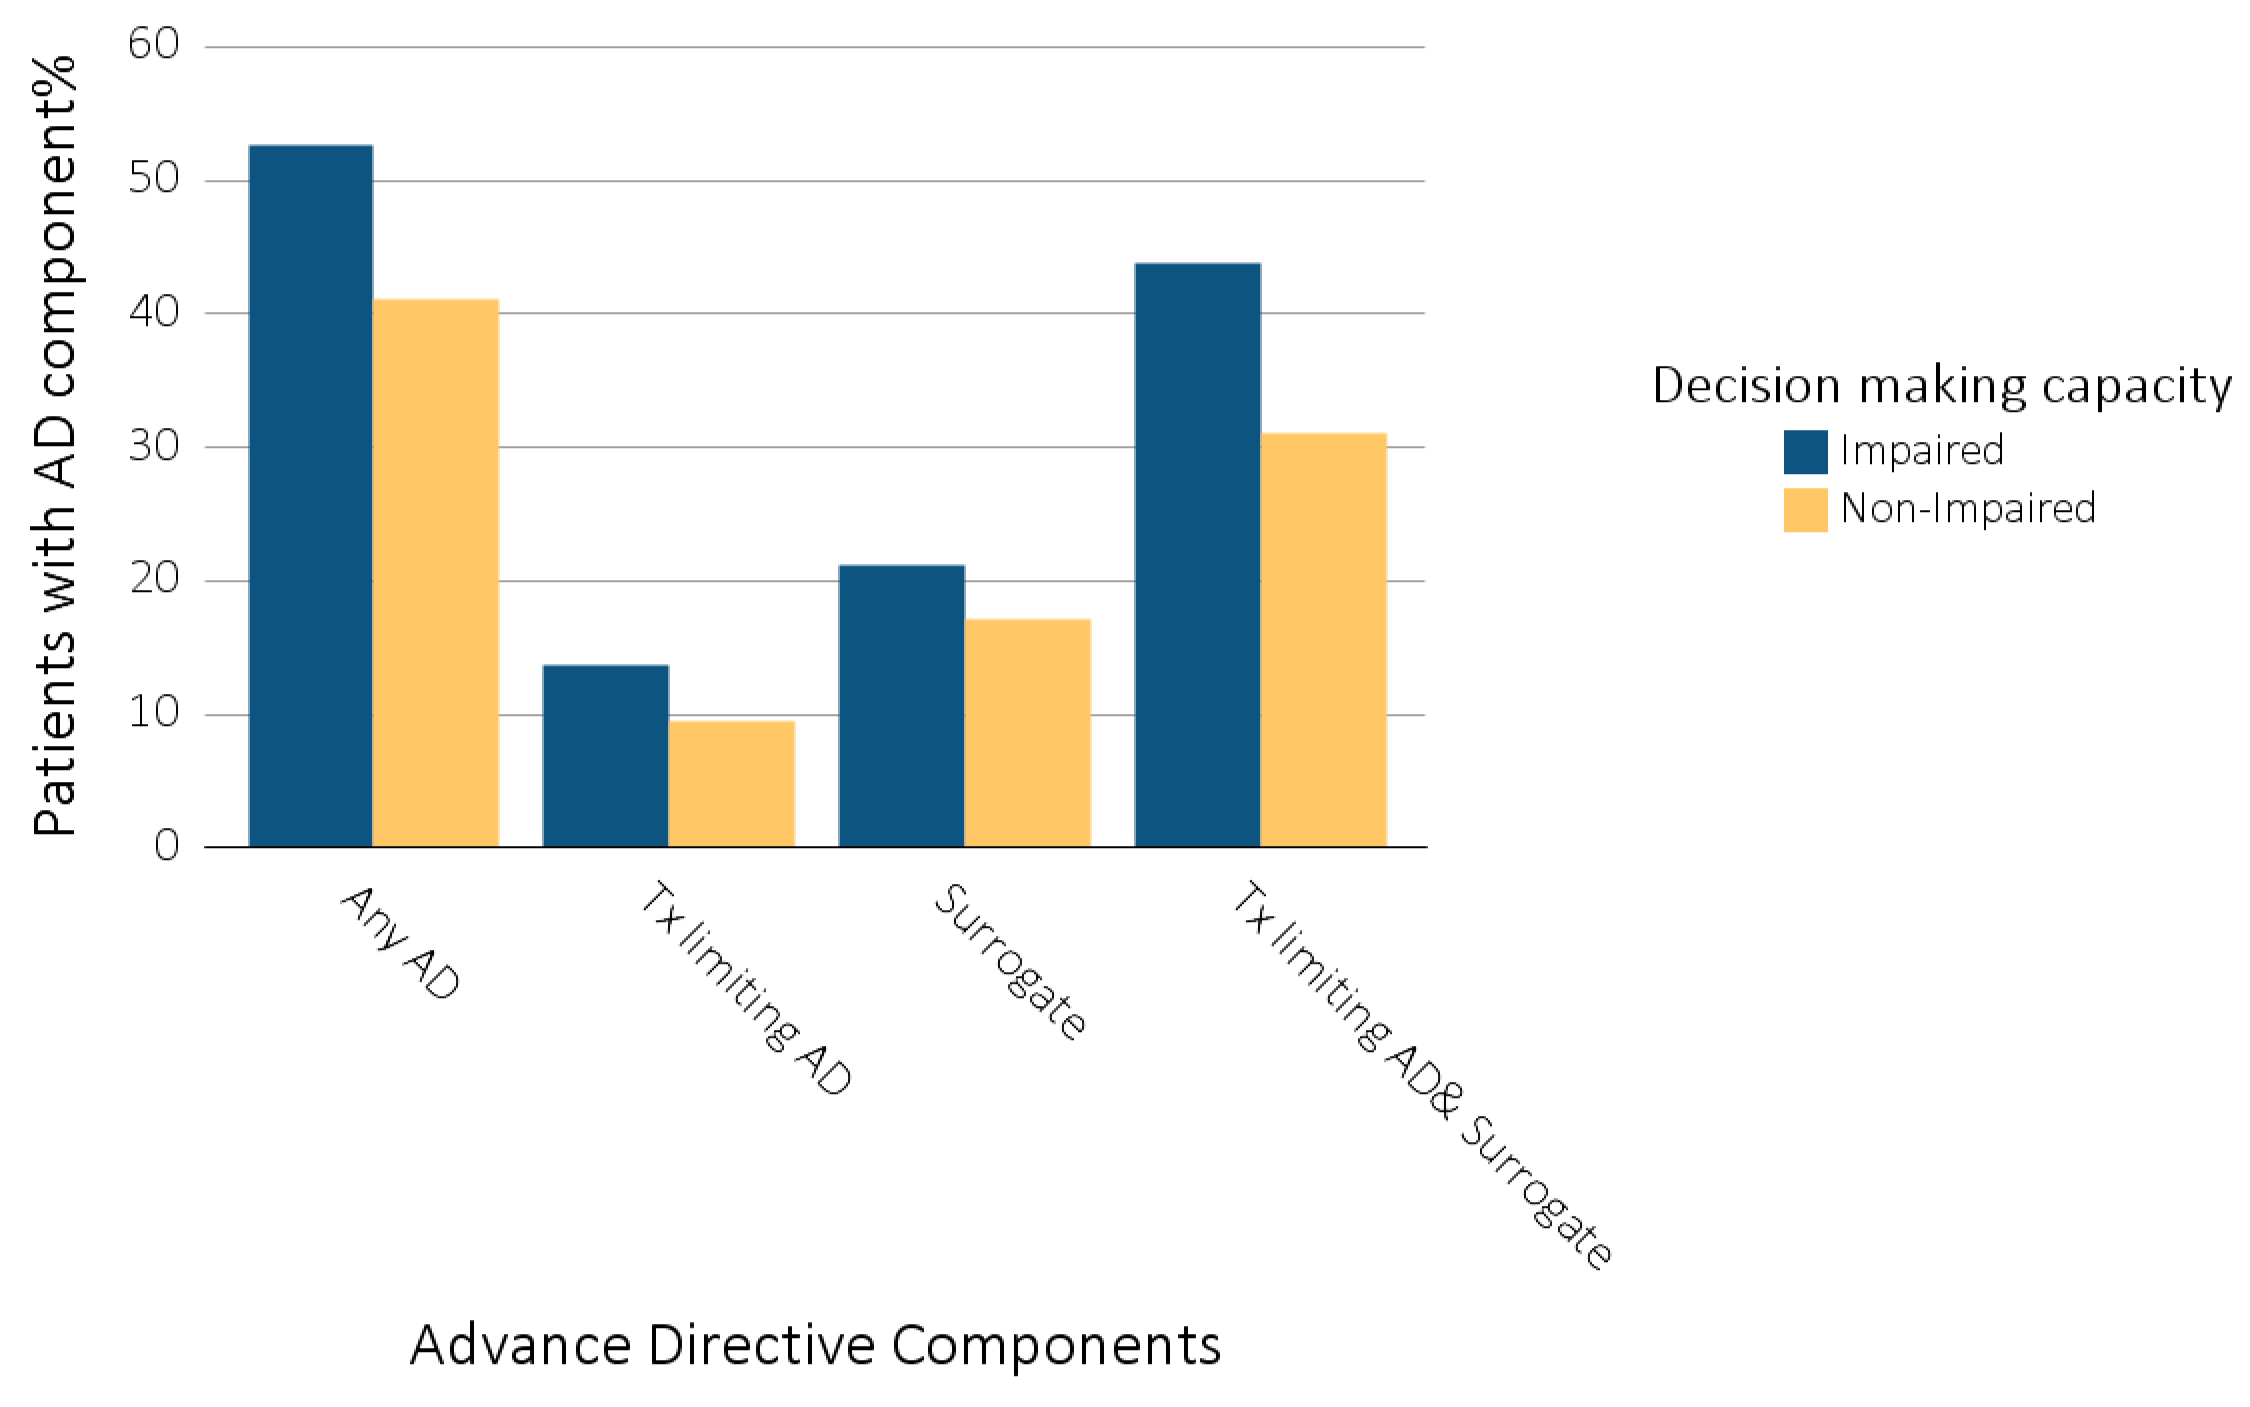 Patients with AD component%
60
50
40
30
20
10
0
Any AD
Tx limiting AD
Surrogate
Tx limiting AD& Surrogate
Advance Directive Components
Decision making capacity
Impaired
Non-Impaired